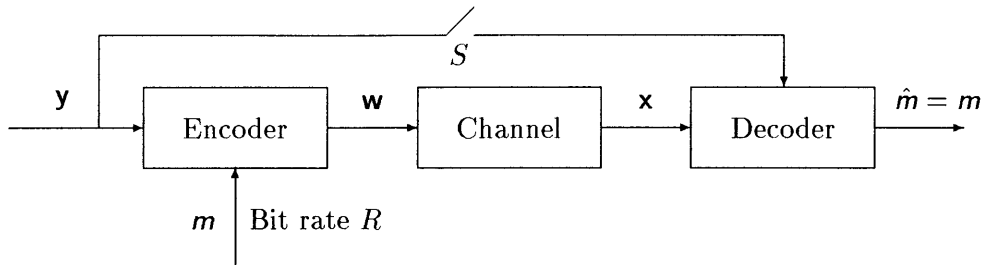 S
y
Encoder
w
Channel
x
Decoder
m̂ = m
m Bit rate R